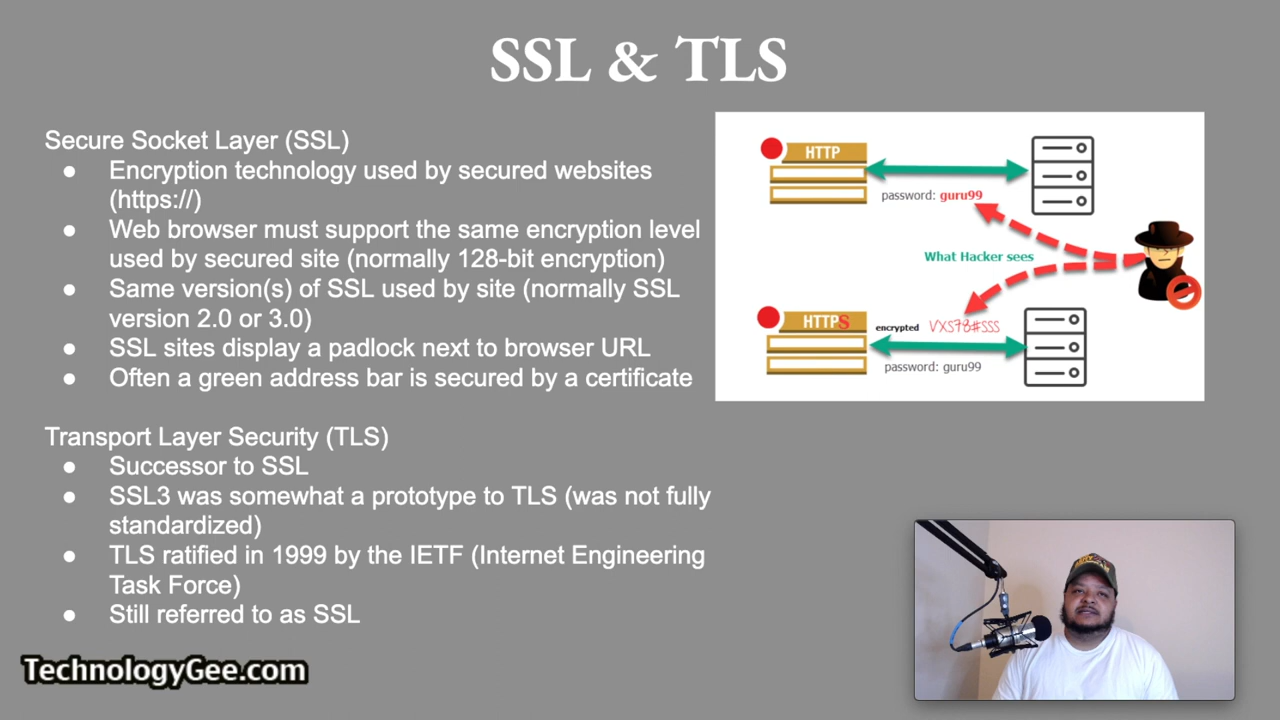 SSL & TLS
Secure Socket Layer (SSL)
● Encryption technology used by secured websites
(https://)
● Web browser must support the same encryption level
used by secured site (normally 128-bit encryption)
● Same version(s) of SSL used by site (normally SSL
version 2.0 or 3.0)
● SSL sites display a padlock next to browser URL
● Often a green address bar is secured by a certificate
Transport Layer Security (TLS)
● Successor to SSL
● SSL3 was somewhat a prototype to TLS (was not fully
standardized)
● TLS ratified in 1999 by the IETF (Internet Engineering
Task Force)
● Still referred to as SSL
HTTP
password: guru99
What Hacker sees
HTTPS
encrypted VXS78#SSS
password: guru99
TechnologyGee.com